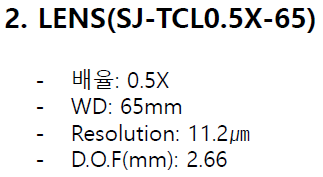 2. LENS(SJ-TCL0.5X-65)
- 배율: 0.5X
- WD: 65mm
- Resolution: 11.2㎛
- D.O.F(mm): 2.66